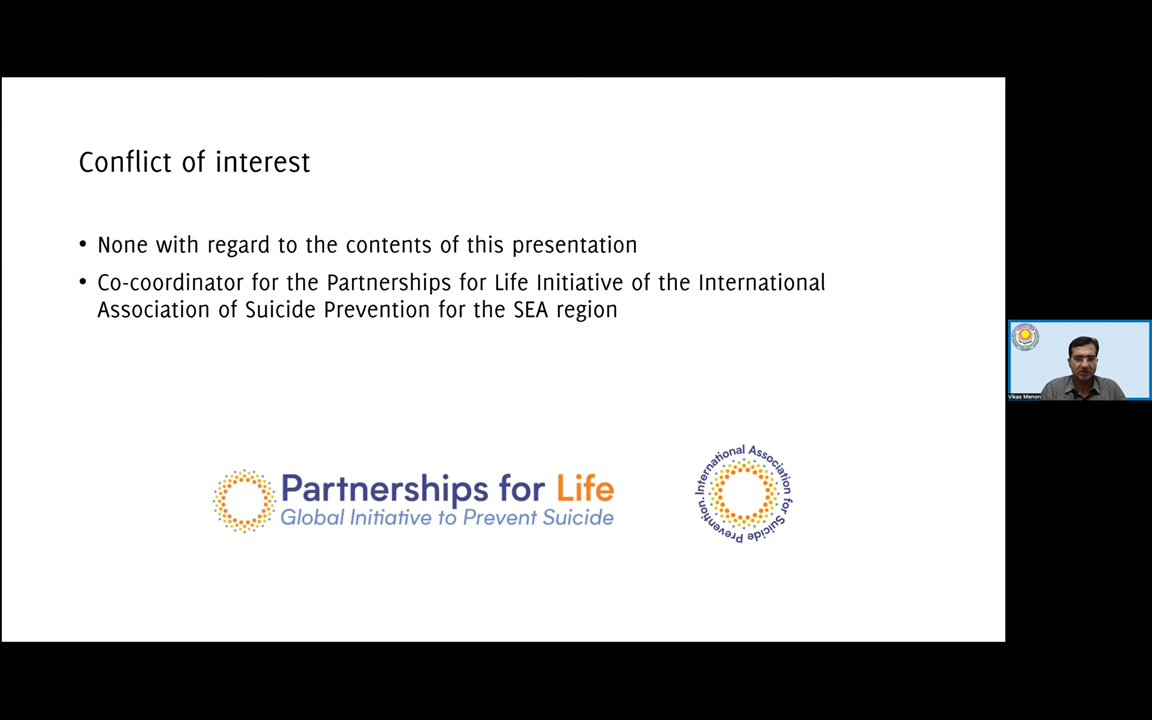 Conflict of interest
• None with regard to the contents of this presentation
• Co-coordinator for the Partnerships for Life Initiative of the International
Association of Suicide Prevention for the SEA region
Partnerships for Life
Global Initiative to Prevent Suicide
International Association for Suicide Prevention
Vikas Menon